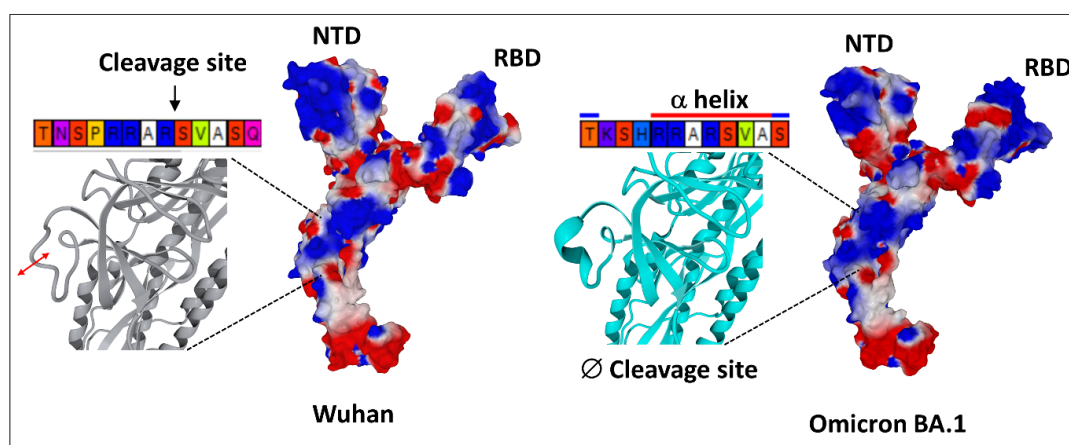 NTD
RBD
Cleavage site
TNSPRRARSVASQ
Wuhan
NTD
RBD
α helix
TKSHRRARSVAS
∅ Cleavage site
Omicron BA.1